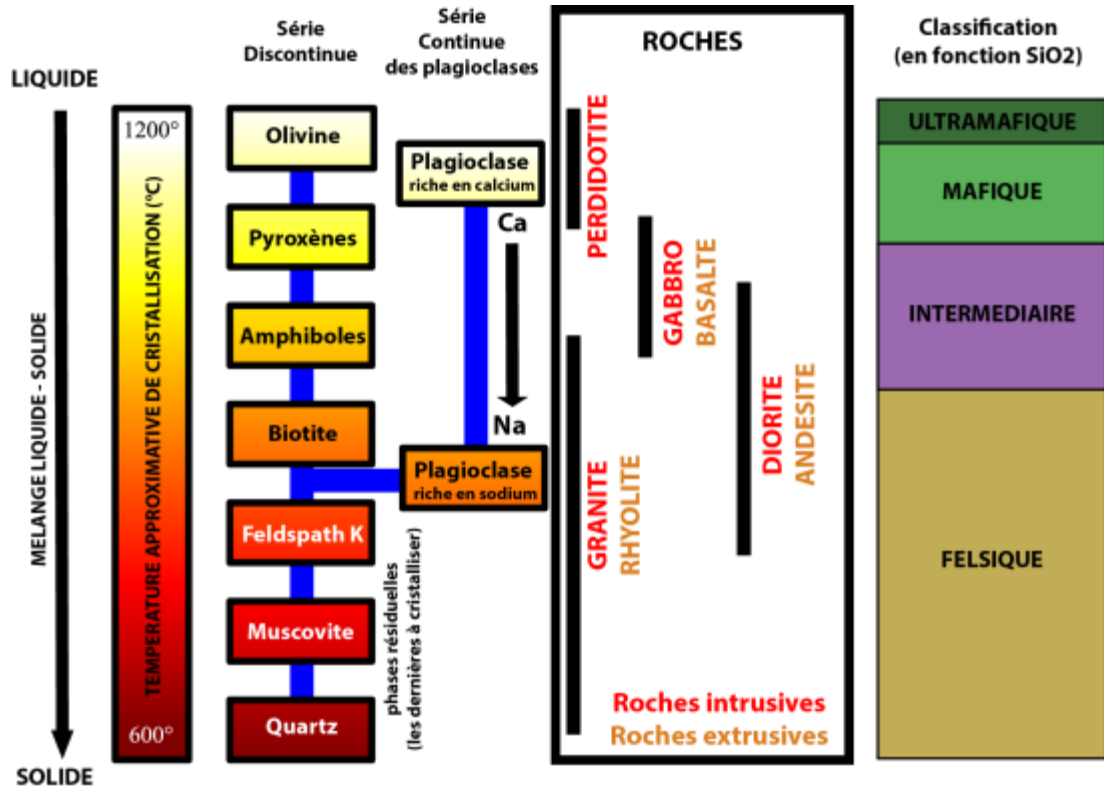 LIQUIDE
MELANGE LIQUIDE - SOLIDE
SOLIDE
1200°
TEMPERATURE APPROXIMATIVE DE CRISTALLISATION (°C)
600°
Série
Discontinue
Olivine
Pyroxènes
Amphiboles
Biotite
Feldspath K
Muscovite
Quartz
Série
Continue
des plagioclases
Plagioclase
riche en calcium
Ca
Na
Plagioclase
riche en sodium
phases résiduelles
(les dernières à cristalliser)
ROCHES
PERDIDOTITE
GABBRO
BASALTE
DIORITE
ANDESITE
GRANITE
RHYOLITE
Roches intrusives
Roches extrusives
Classification
(en fonction SiO2)
ULTRAMAFIQUE
MAFIQUE
INTERMEDIAIRE
FELSIQUE